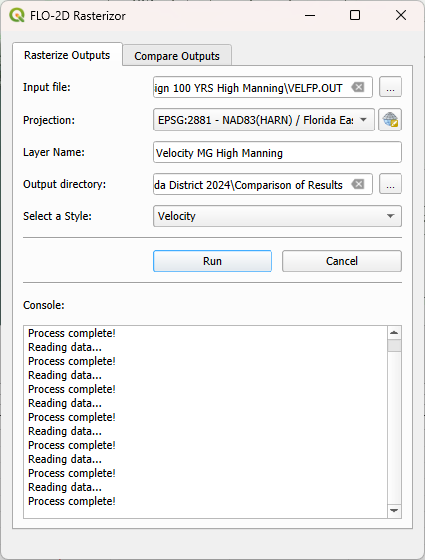 FLO-2D Rasterizor
Rasterize Outputs
Compare Outputs
Input file:
ign 100 YRS High Manning\VELFP.OUT
...
Projection:
EPSG:2881 - NAD83(HARN) / Florida Eas
Layer Name:
Velocity MG High Manning
Output directory:
da District 2024\Comparison of Results
...
Select a Style:
Velocity
Run
Cancel
Console:
Process complete!
Reading data...
Process complete!
Reading data...
Process complete!
Reading data...
Process complete!
Reading data...
Process complete!
Reading data...
Process complete!
Reading data...
Process complete!